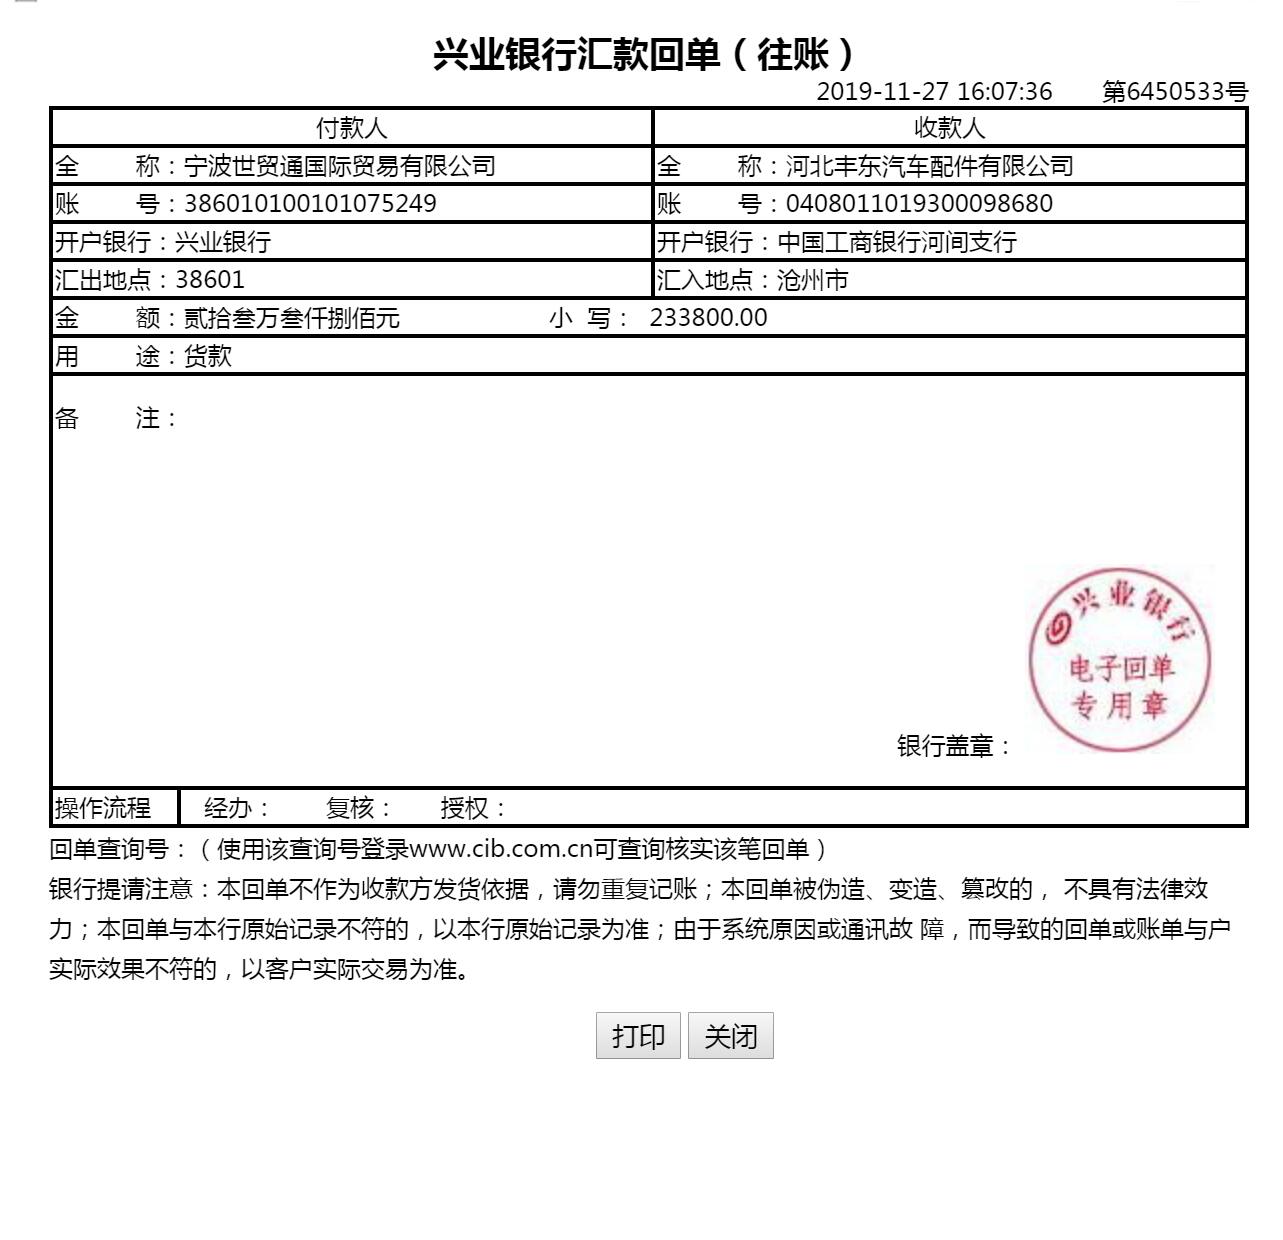 兴业银行汇款回单（往账）
2019-11-27 16:07:36 第6450533号
付款人 收款人
全 称：宁波世贸通国际贸易有限公司 全 称：河北丰东汽车配件有限公司
账 号：386010100101075249 账 号：0408011019300098680
开户银行：兴业银行 开户银行：中国工商银行河间支行
汇出地点：38601 汇入地点：沧州市
金 额：贰拾叁万叁仟捌佰元 小 写： 233800.00
用 途：货款
备 注：
兴业银行
电子回单
专用章
银行盖章：
操作流程 经办： 复核： 授权：
回单查询号：（使用该查询号登录www.cib.com.cn可查询核实该笔回单）
银行提请注意：本回单不作为收款方发货依据，请勿重复记账；本回单被伪造、变造、篡改的， 不具有法律效
力；本回单与本行原始记录不符的，以本行原始记录为准；由于系统原因或通讯故 障，而导致的回单或账单与户
实际效果不符的，以客户实际交易为准。
打印 关闭